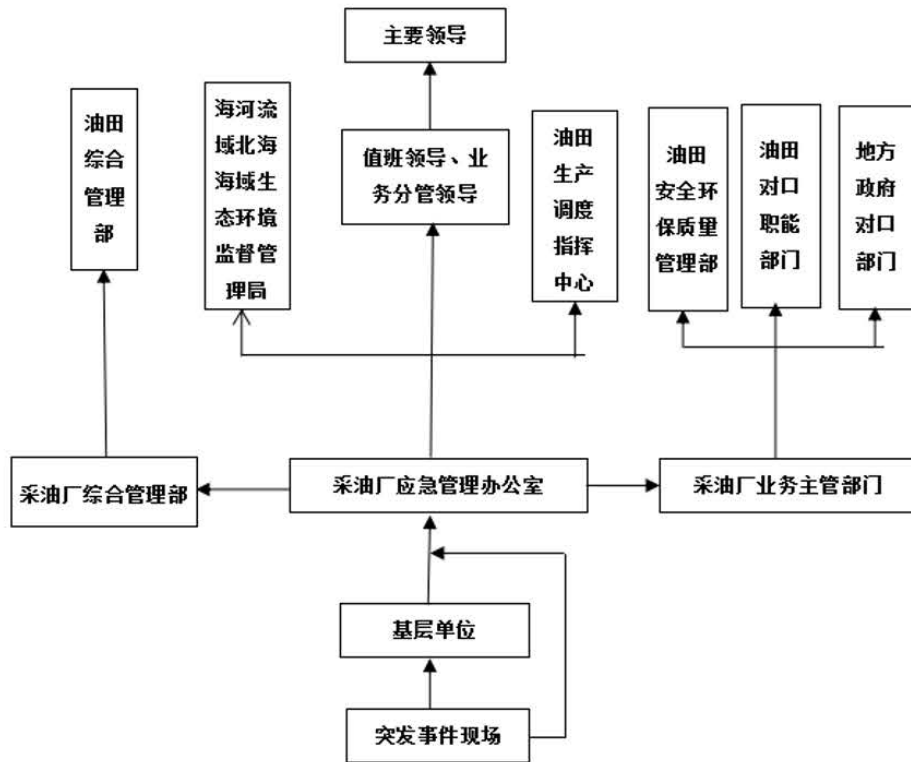 主要领导
油田
综合
管理
部
海河流
域北海
海域生
态环境
监督管
理局
值班领导、业
务分管领导
油田
生产
调度
指挥
中心
油田
安全环
保质量
管理部
油田
对口
职能
部门
地方
政府
对口
部门
采油厂综合管理部
采油厂应急管理办公室
采油厂业务主管部门
基层单位
突发事件现场